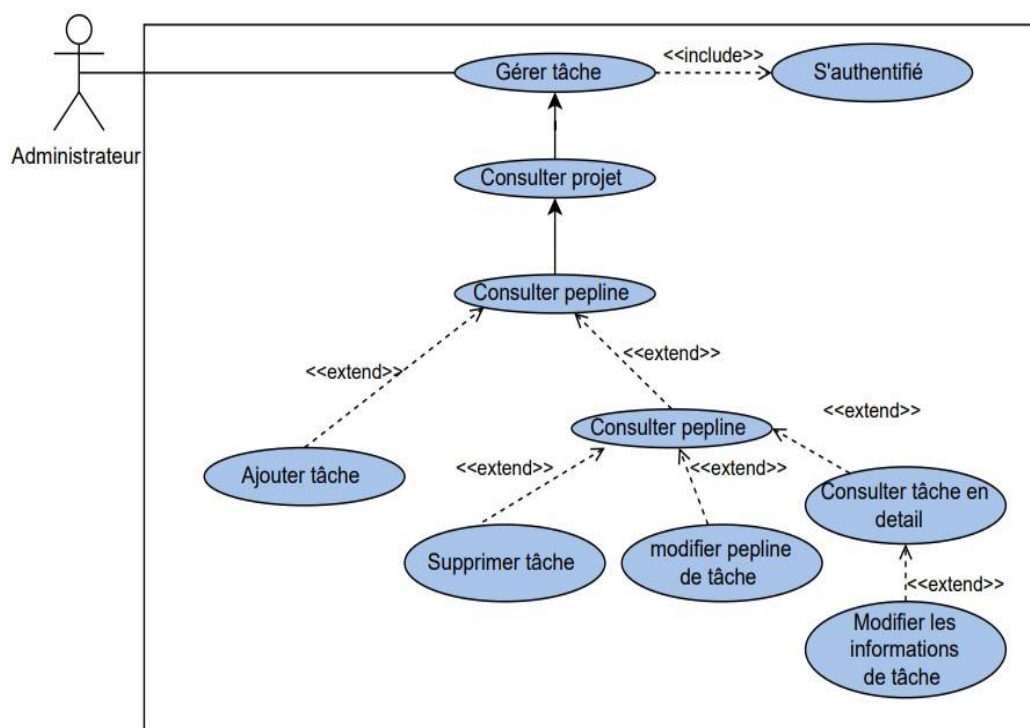 <<include>>
Gérer tâche
S'authentifié
Administrateur
Consulter projet
Consulter pepline
<<extend>>
<<extend>>
Consulter pepline
<<extend>>
Ajouter tâche
<<extend>>
<<extend>>
Consulter tâche en
detail
Supprimer tâche
modifier pepline
de tâche
<<extend>>
Modifier les
informations
de tâche